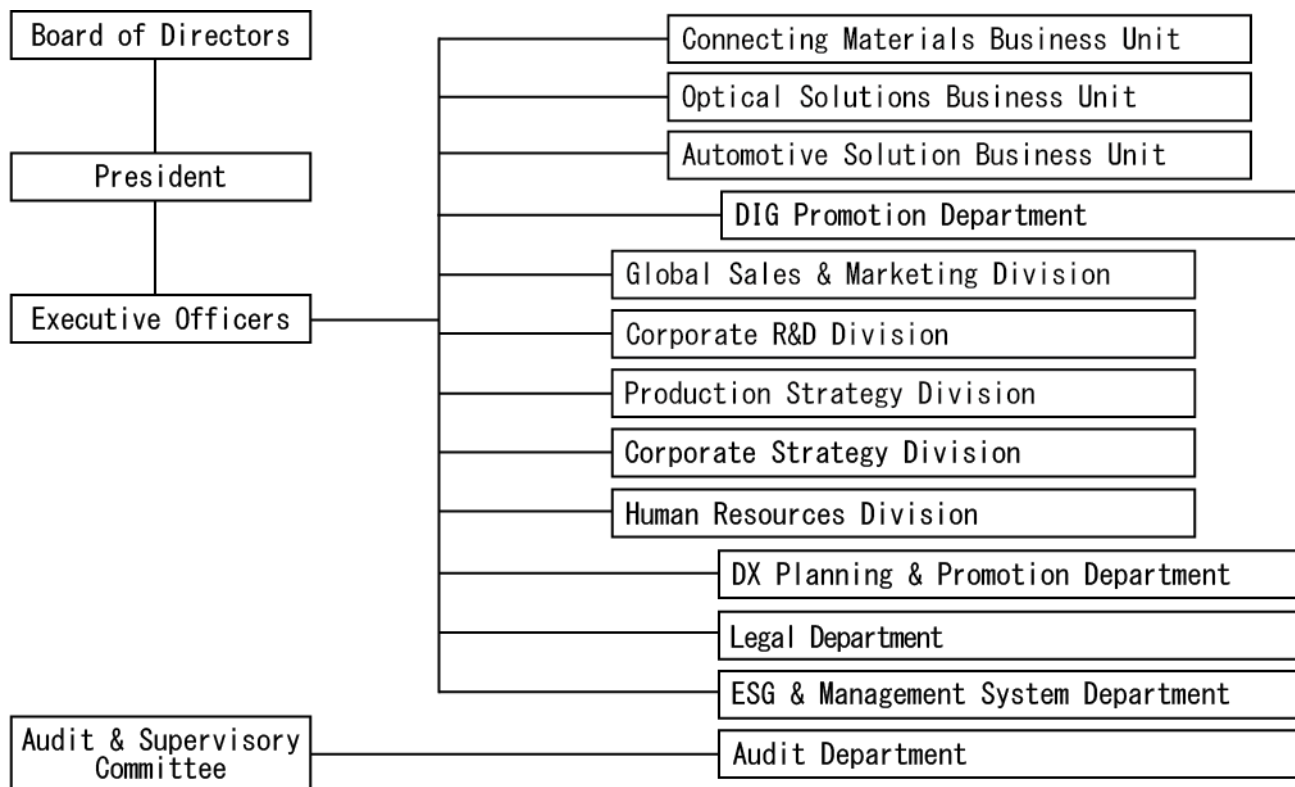 Board of Directors
President
Executive Officers
Connecting Materials Business Unit
Optical Solutions Business Unit
Automotive Solution Business Unit
DIG Promotion Department
Global Sales & Marketing Division
Corporate R&D Division
Production Strategy Division
Corporate Strategy Division
Human Resources Division
DX Planning & Promotion Department
Legal Department
ESG & Management System Department
Audit & Supervisory
Committee
Audit Department